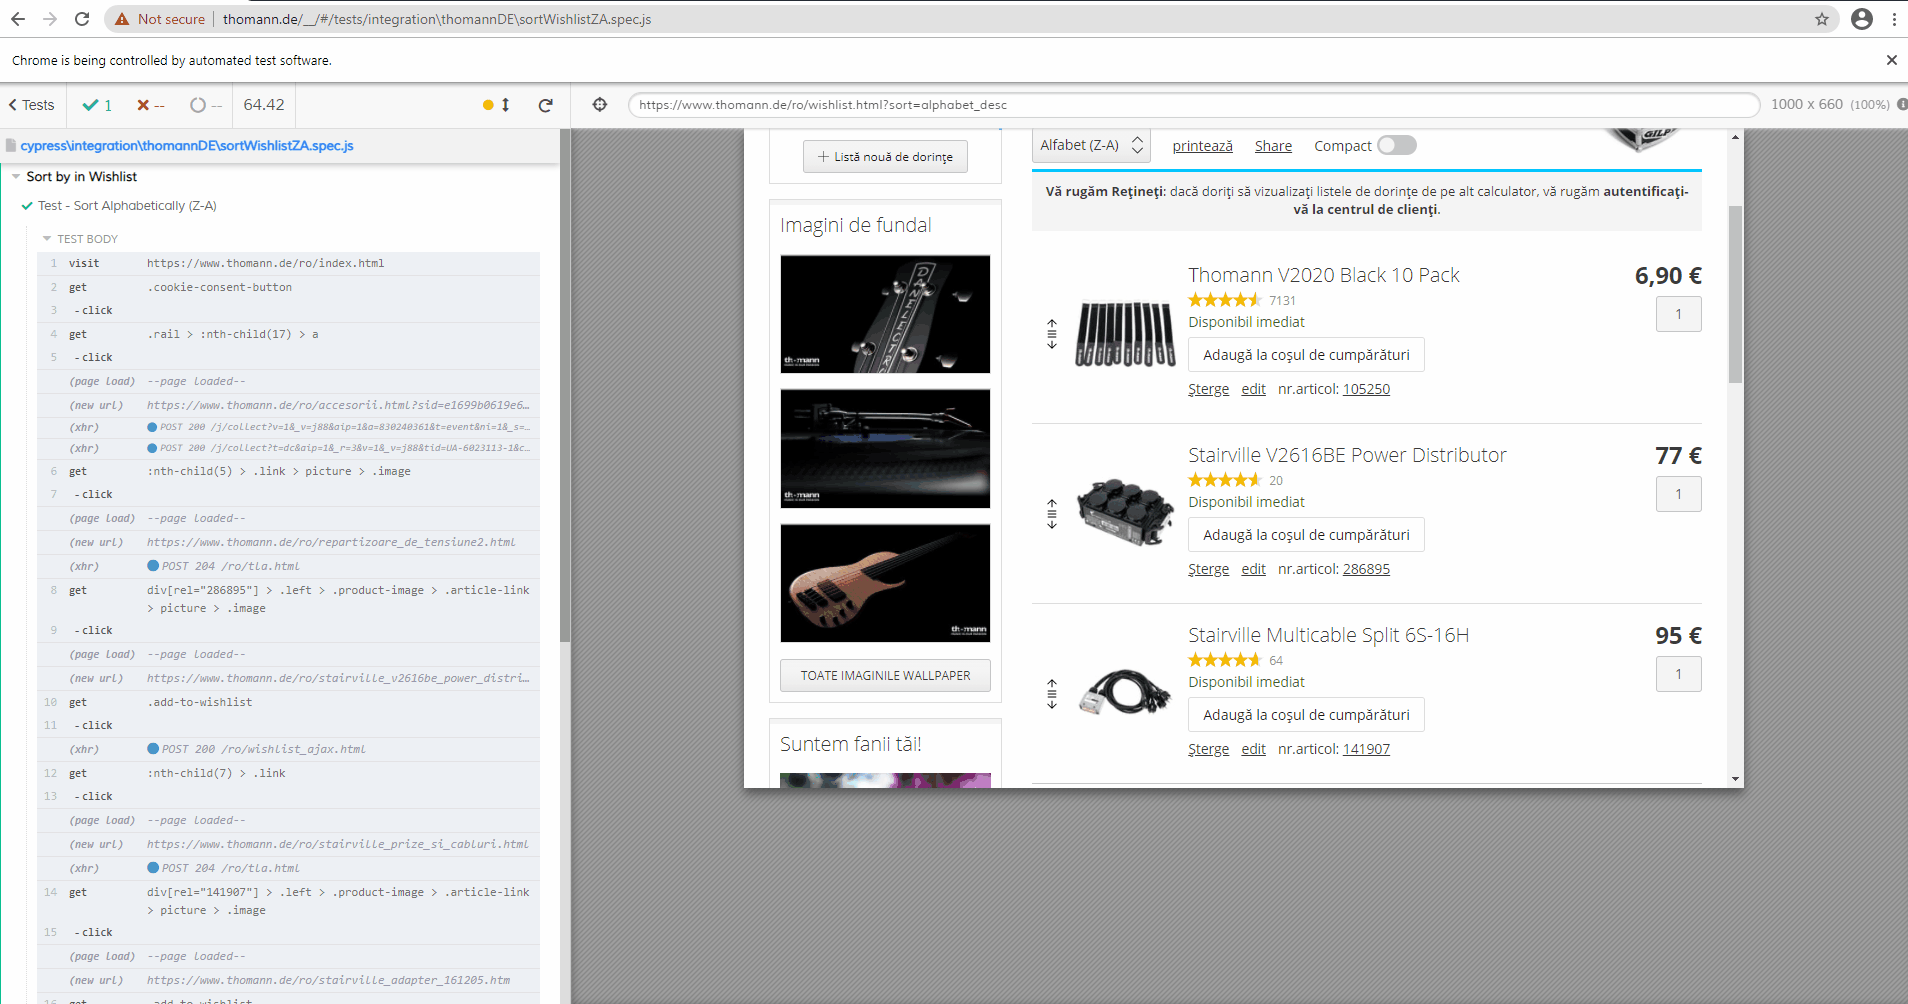 Not secure
thomann.de/__/#/tests/integration\thomannDE\sortWishlistZA.spec.js
Chrome is being controlled by automated test software.
Tests
1
--
--
64.42
https://www.thomann.de/ro/wishlist.html?sort=alphabet_desc
1000 x 660 (100%)
cypress\integration\thomannDE\sortWishlistZA.spec.js
Sort by in Wishlist
Test - Sort Alphabetically (Z-A)
TEST BODY
1 visit https://www.thomann.de/ro/index.html
2 get .cookie-consent-button
3 - click
4 get .rail > :nth-child(17) > a
5 - click
(page load) --page loaded--
(new url) https://www.thomann.de/ro/accesorii.html?sid=e1699b0619e6…
(xhr) POST 200 /j/collect?v=1&_v=j88&aip=1&a=830240361&t=event&ni=1&_s=…
(xhr) POST 200 /j/collect?t=dc&aip=1&_r=3&v=1&_v=j88&tid=UA-6023113-1&c…
6 get :nth-child(5) > .link > picture > .image
7 - click
(page load) --page loaded--
(new url) https://www.thomann.de/ro/repartizoare_de_tensiune2.html
(xhr) POST 204 /ro/tla.html
8 get div[rel="286895"] > .left > .product-image > .article-link
> picture > .image
9 - click
(page load) --page loaded--
(new url) https://www.thomann.de/ro/stairville_v2616be_power_distri…
10 get .add-to-wishlist
11 - click
(xhr) POST 200 /ro/wishlist_ajax.html
12 get :nth-child(7) > .link
13 - click
(page load) --page loaded--
(new url) https://www.thomann.de/ro/stairville_prize_si_cabluri.html
(xhr) POST 204 /ro/tla.html
14 get div[rel="141907"] > .left > .product-image > .article-link
> picture > .image
15 - click
(page load) --page loaded--
(new url) https://www.thomann.de/ro/stairville_adapter_161205.htm
16 get .add-to-wishlist
+ Listă nouă de dorințe
Imagini de fundal
DANELECTRO
th·mann
th·mann
th·mann
TOATE IMAGINILE WALLPAPER
Suntem fanii tăi!
Alfabet (Z-A)
printează
Share
Compact
Vă rugăm Rețineți: dacă doriți să vizualizați listele de dorințe de pe alt calculator, vă rugăm autentificați-
vă la centrul de clienți.
Thomann V2020 Black 10 Pack
6,90 €
7131
1
Disponibil imediat
Adaugă la coșul de cumpărături
Șterge edit nr.articol: 105250
Stairville V2616BE Power Distributor
77 €
20
1
Disponibil imediat
Adaugă la coșul de cumpărături
Șterge edit nr.articol: 286895
Stairville Multicable Split 6S-16H
95 €
64
1
Disponibil imediat
Adaugă la coșul de cumpărături
Șterge edit nr.articol: 141907